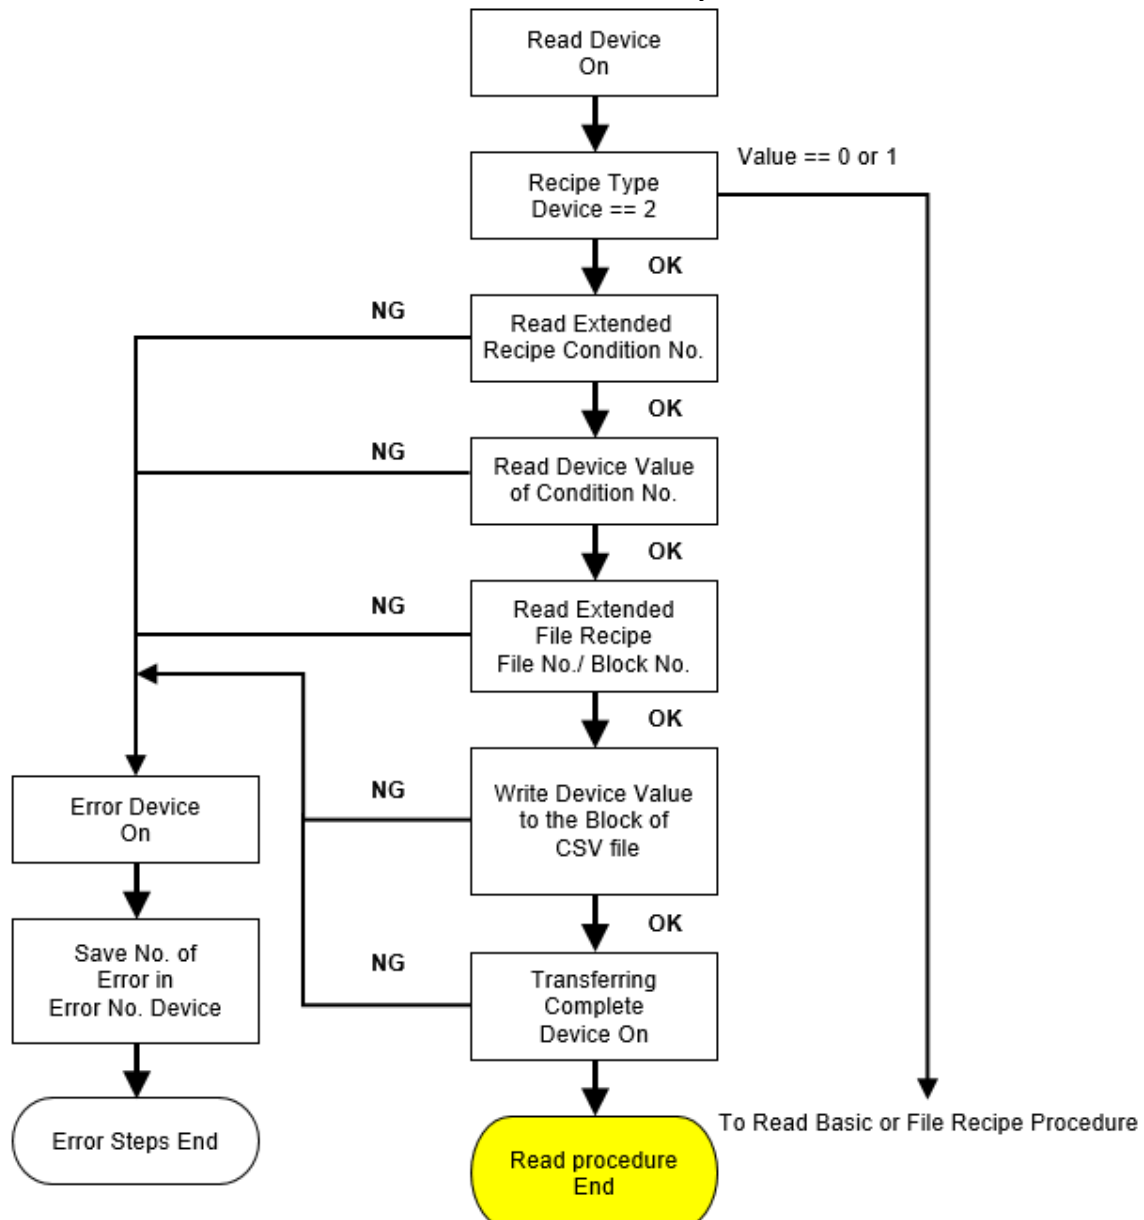 Read Device
On
Value == 0 or 1
Recipe Type
Device == 2
OK
NG
Read Extended
Recipe Condition No.
OK
NG
Read Device Value
of Condition No.
OK
NG
Read Extended
File Recipe
File No./ Block No.
OK
NG
Write Device Value
to the Block of
CSV file
Error Device
On
OK
NG
Save No. of
Error in
Error No. Device
Transferring
Complete
Device On
To Read Basic or File Recipe Procedure
Error Steps End
Read procedure
End